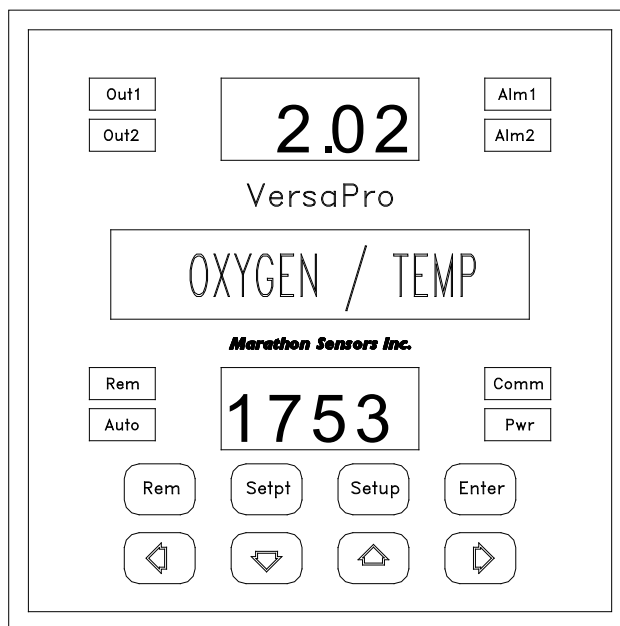 Out1
2.02
Alm1
Out2
Alm2
VersaPro
OXYGEN / TEMP
Marathon Sensors Inc.
Rem
1753
Comm
Auto
Pwr
Rem Setpt Setup Enter